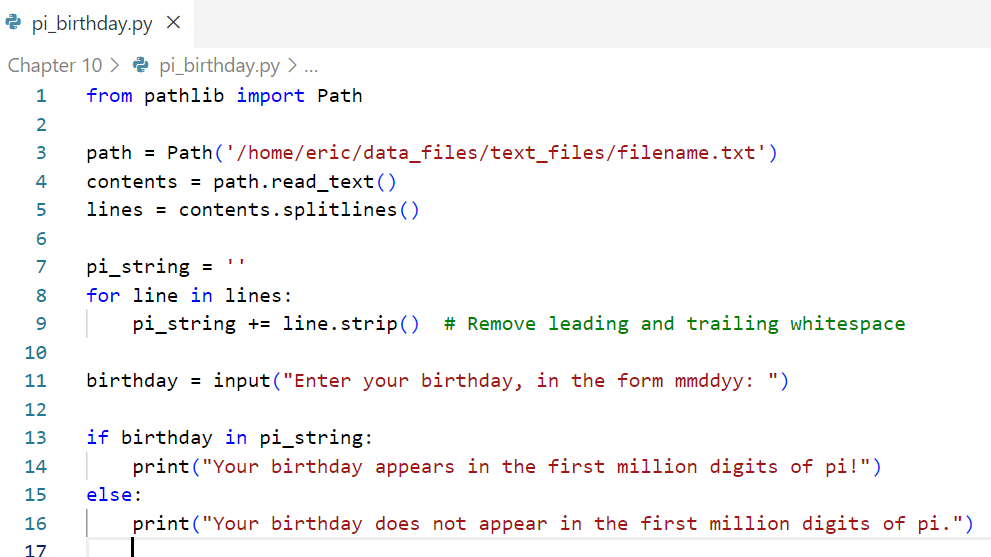 pi_birthday.py ×
Chapter 10 > pi_birthday.py > ...
1 from pathlib import Path
2
3 path = Path('/home/eric/data_files/text_files/filename.txt')
4 contents = path.read_text()
5 lines = contents.splitlines()
6
7 pi_string = ''
8 for line in lines:
9     pi_string += line.strip()  # Remove leading and trailing whitespace
10
11 birthday = input("Enter your birthday, in the form mmddyy: ")
12
13 if birthday in pi_string:
14     print("Your birthday appears in the first million digits of pi!")
15 else:
16     print("Your birthday does not appear in the first million digits of pi.")
17